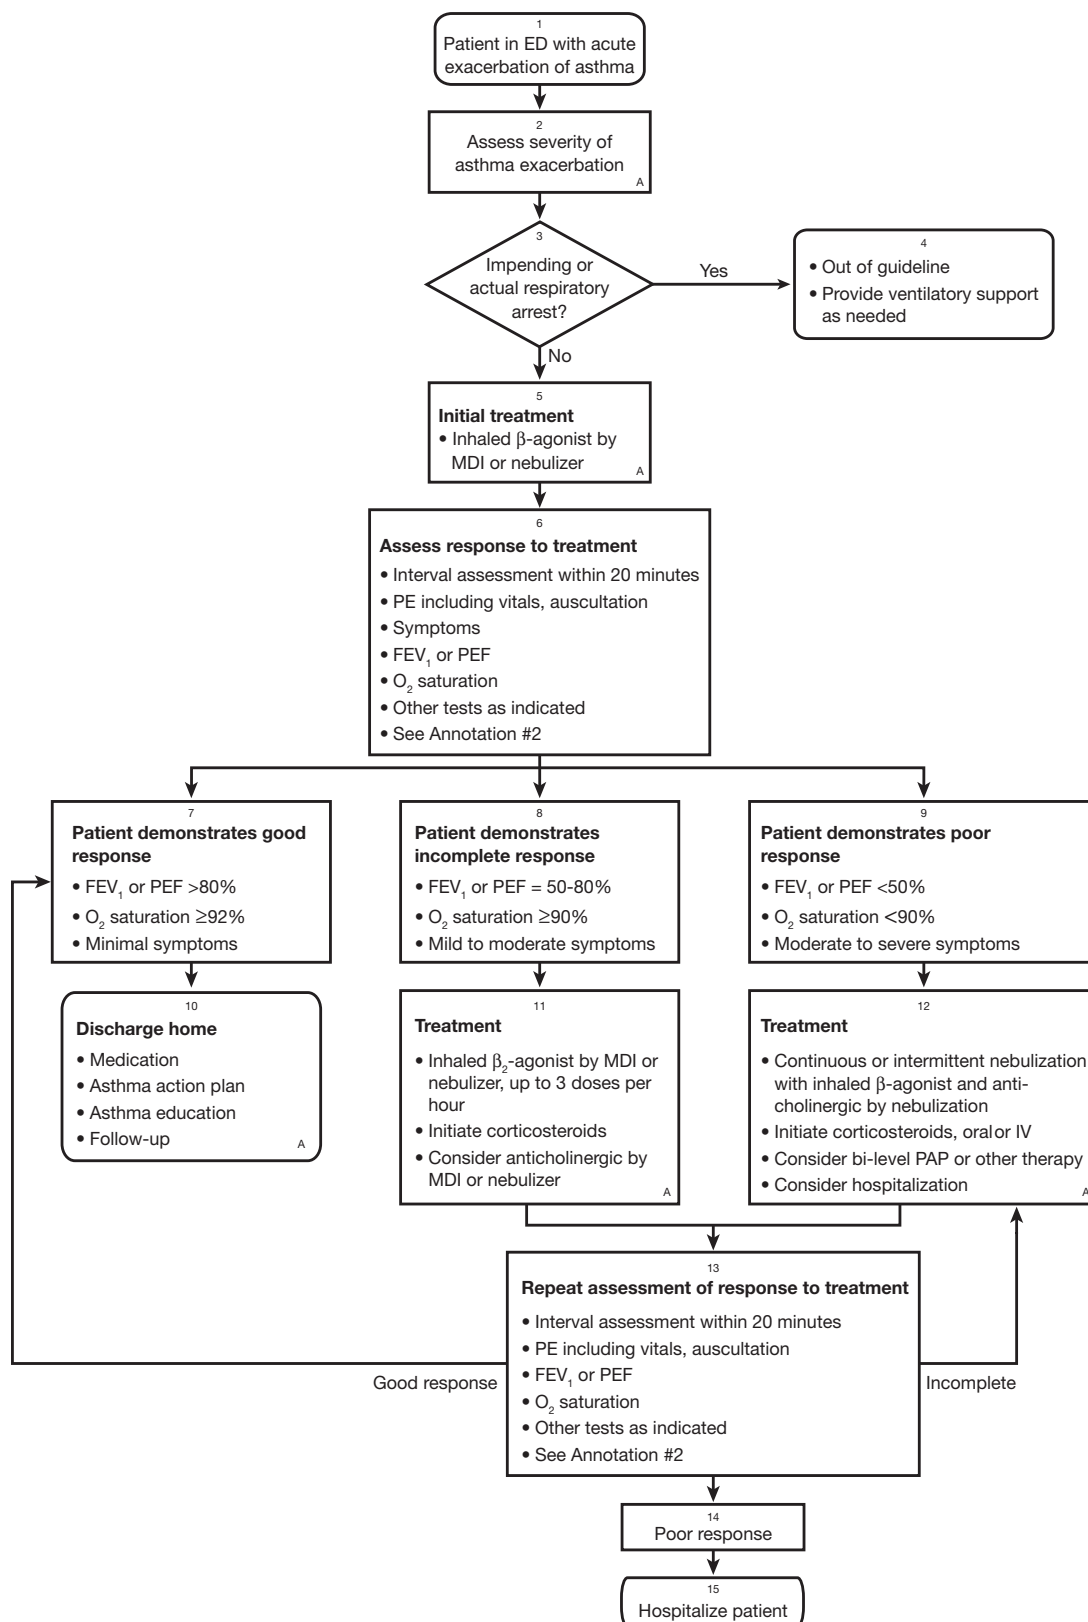 1
Patient in ED with acute
exacerbation of asthma
2
Assess severity of
asthma exacerbation
A
3
Impending or
actual respiratory
arrest?
Yes
4
• Out of guideline
• Provide ventilatory support
as needed
No
5
Initial treatment
• Inhaled β-agonist by
MDI or nebulizer
A
6
Assess response to treatment
• Interval assessment within 20 minutes
• PE including vitals, auscultation
• Symptoms
• FEV₁ or PEF
• O₂ saturation
• Other tests as indicated
• See Annotation #2
7
Patient demonstrates good
response
• FEV₁ or PEF >80%
• O₂ saturation ≥92%
• Minimal symptoms
8
Patient demonstrates
incomplete response
• FEV₁ or PEF = 50-80%
• O₂ saturation ≥90%
• Mild to moderate symptoms
9
Patient demonstrates poor
response
• FEV₁ or PEF <50%
• O₂ saturation <90%
• Moderate to severe symptoms
10
Discharge home
• Medication
• Asthma action plan
• Asthma education
• Follow-up
A
11
Treatment
• Inhaled β₂-agonist by MDI or
nebulizer, up to 3 doses per
hour
• Initiate corticosteroids
• Consider anticholinergic by
MDI or nebulizer
A
12
Treatment
• Continuous or intermittent nebulization
with inhaled β-agonist and anti-
cholinergic by nebulization
• Initiate corticosteroids, oral or IV
• Consider bi-level PAP or other therapy
• Consider hospitalization
A
13
Repeat assessment of response to treatment
• Interval assessment within 20 minutes
• PE including vitals, auscultation
• FEV₁ or PEF
• O₂ saturation
• Other tests as indicated
• See Annotation #2
Good response
Incomplete
14
Poor response
15
Hospitalize patient